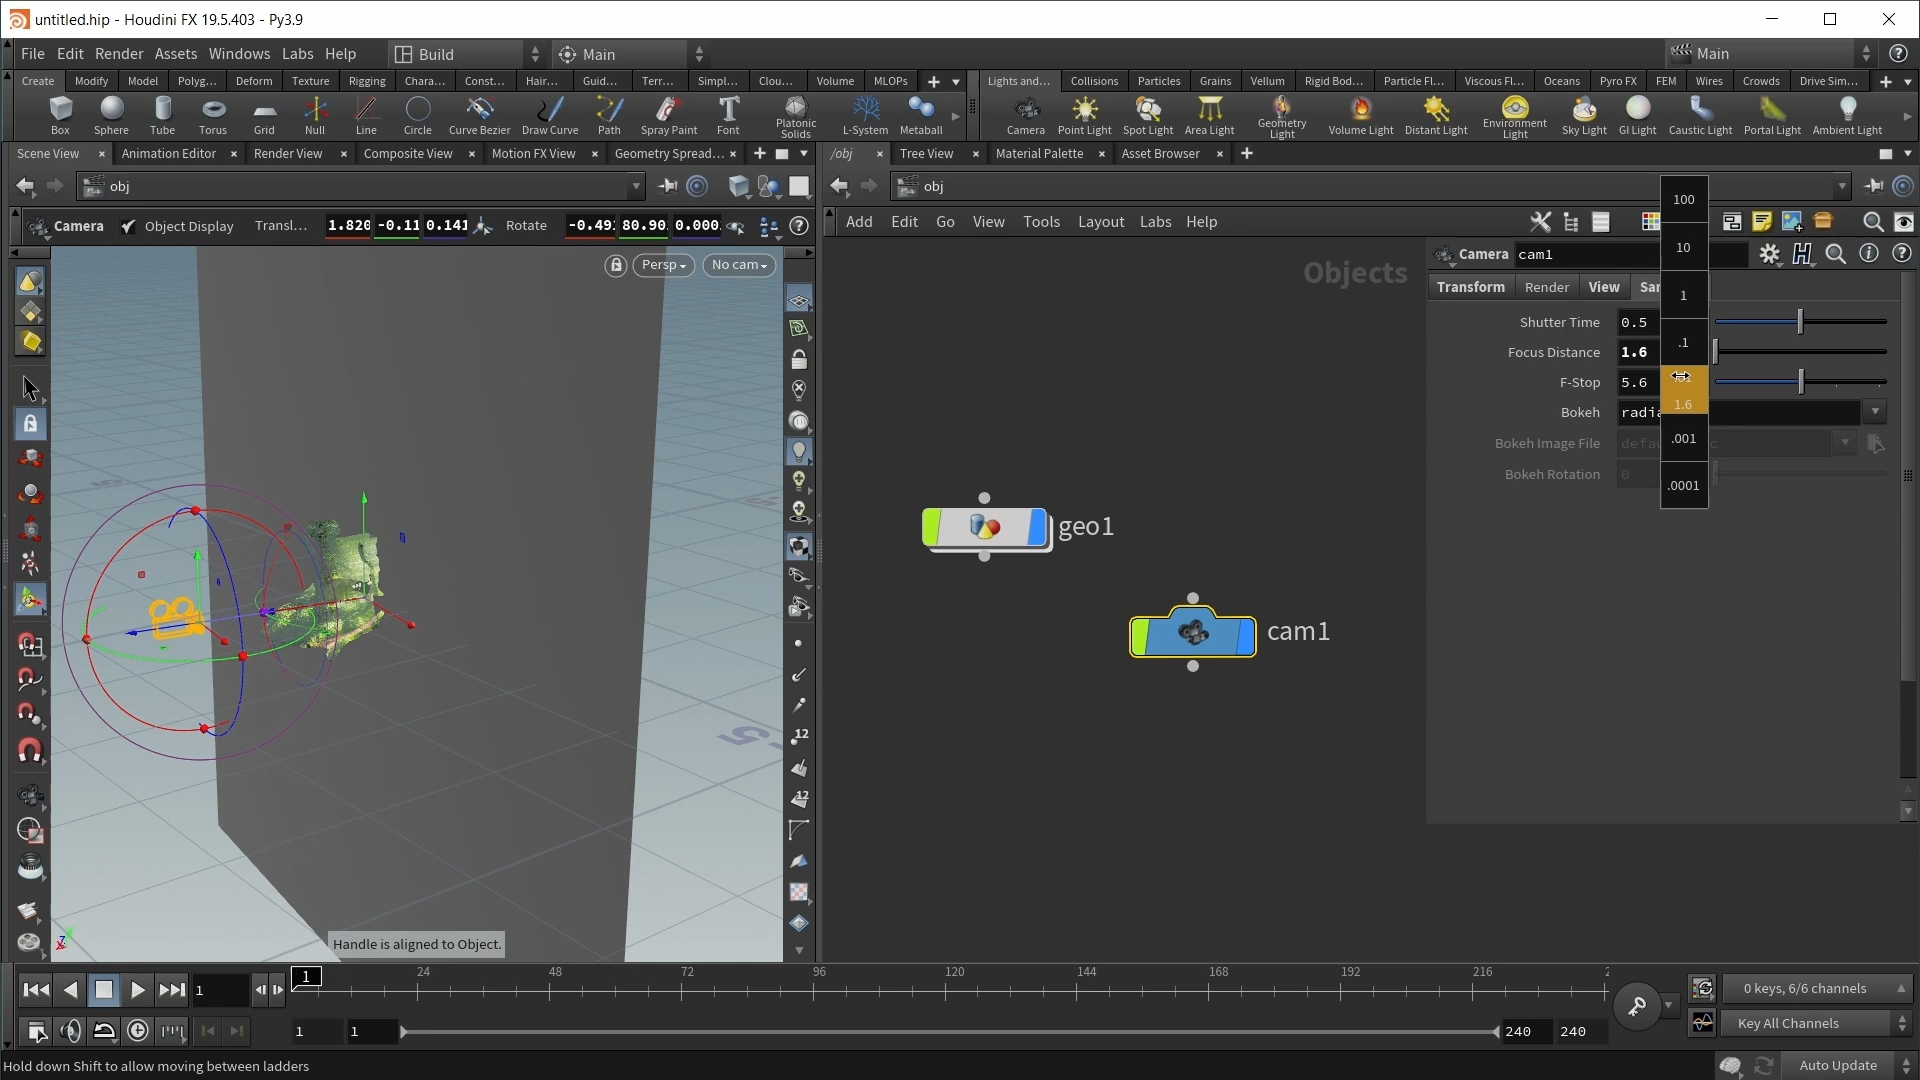 untitled.hip - Houdini FX 19.5.403 - Py3.9
File Edit Render Assets Windows Labs Help Build Main Main
Create Modify Model Polyg... Deform Texture Rigging Chara... Const... Hair... Guid... Terr... Simpl... Clou... Volume MLOPs Lights and... Collisions Particles Grains Vellum Rigid Bod... Particle Fl... Viscous Fl... Oceans Pyro FX FEM Wires Crowds Drive Sim...
Box Sphere Tube Torus Grid Null Line Circle Curve Bezier Draw Curve Path Spray Paint Font Platonic Solids L-System Metaball Camera Point Light Spot Light Area Light Geometry Light Volume Light Distant Light Environment Light Sky Light GI Light Caustic Light Portal Light Ambient Light
Scene View Animation Editor Render View Composite View Motion FX View Geometry Spread... /obj Tree View Material Palette Asset Browser
obj obj
Camera Object Display Transl... 1.820 -0.11 0.141 Rotate -0.49 80.90 0.000
Add Edit Go View Tools Layout Labs Help
Persp No cam
Objects
Camera cam1
Transform Render View Sa
Shutter Time 0.5
Focus Distance 1.6
F-Stop 5.6
Bokeh radia
Bokeh Image File defau c
Bokeh Rotation 0
100
10
1
.1
1.6
.001
.0001
geo1
cam1
12
12
5
Handle is aligned to Object.
1 24 48 72 96 120 144 168 192 216 2
1
0 keys, 6/6 channels
1 1 240 240
Key All Channels
Hold down Shift to allow moving between ladders
Auto Update